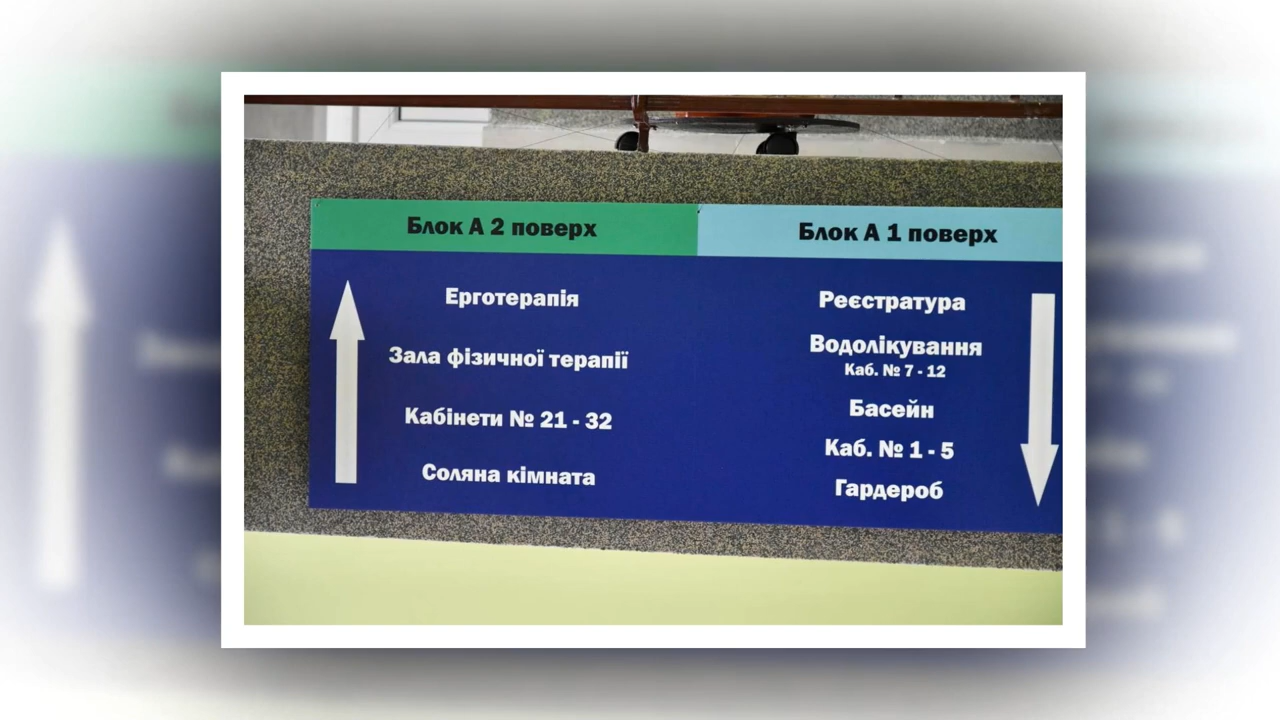 Блок А 2 поверх
Ерготерапія
Зала фізичної терапії
Кабінети № 21 - 32
Соляна кімната
Блок А 1 поверх
Реєстратура
Водолікування
Каб. № 7 - 12
Басейн
Каб. № 1 - 5
Гардероб